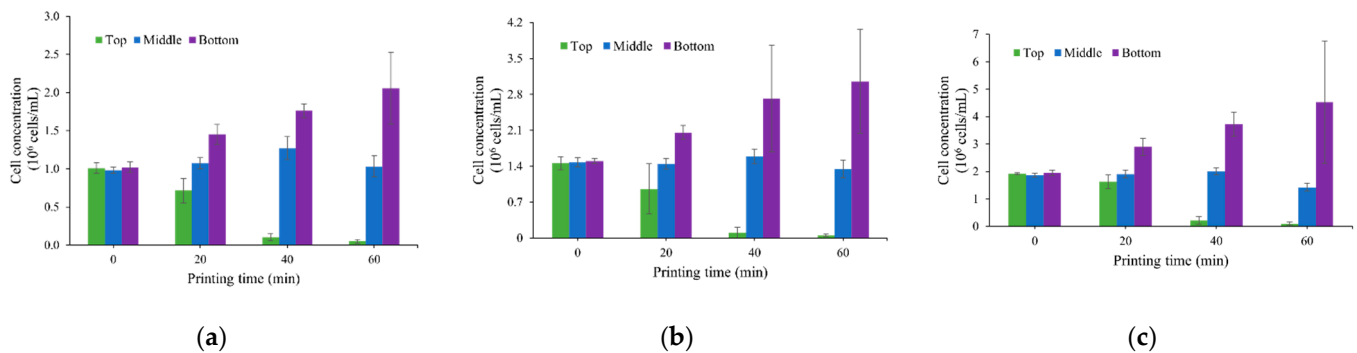 3.0
2.5
2.0
1.5
1.0
0.5
0.0
Cell concentration
(10⁶ cells/mL)
Top Middle Bottom
0 20 40 60
Printing time (min)
(a)
4.2
3.5
2.8
2.1
1.4
0.7
0
Cell concentration
(10⁶ cells/mL)
Top Middle Bottom
0 20 40 60
Printing time (min)
(b)
7
6
5
4
3
2
1
0
Cell concentration
(10⁶ cells/mL)
Top Middle Bottom
0 20 40 60
Printing time (min)
(c)